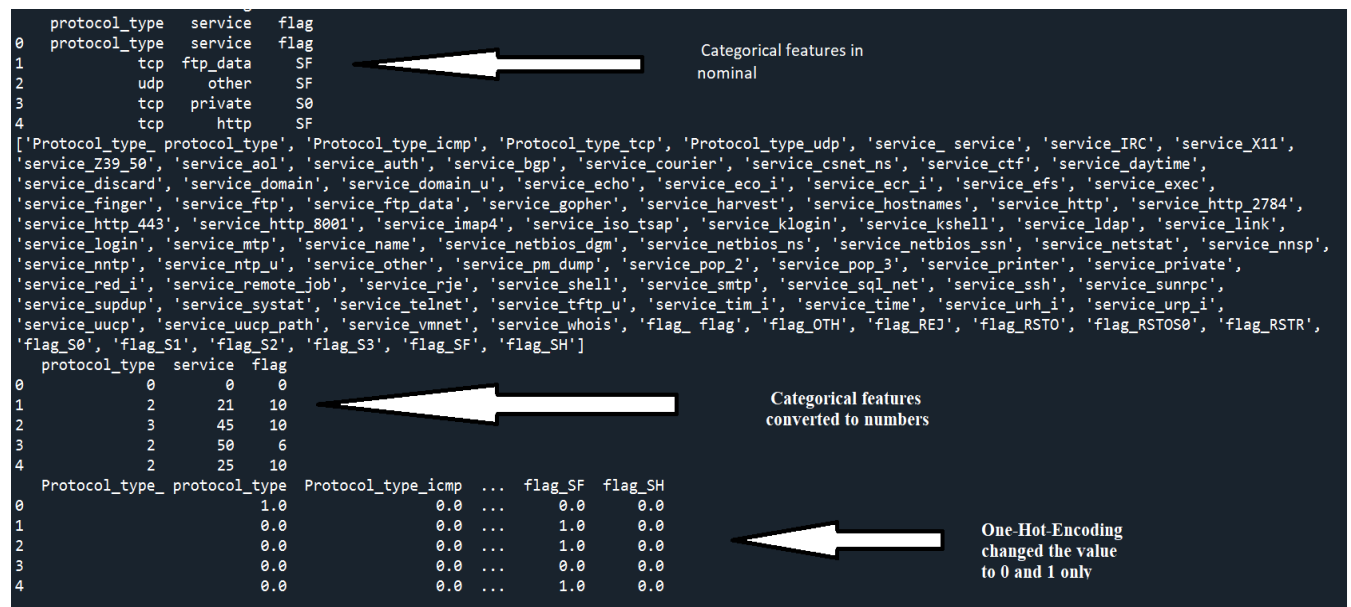 protocol_type service flag
0 protocol_type service flag
1 tcp ftp_data SF
2 udp other SF
3 tcp private S0
4 tcp http SF
Categorical features in
nominal
['Protocol_type_ protocol_type', 'Protocol_type_icmp', 'Protocol_type_tcp', 'Protocol_type_udp', 'service_ service', 'service_IRC', 'service_X11',
'service_Z39_50', 'service_aol', 'service_auth', 'service_bgp', 'service_courier', 'service_csnet_ns', 'service_ctf', 'service_daytime',
'service_discard', 'service_domain', 'service_domain_u', 'service_echo', 'service_eco_i', 'service_ecr_i', 'service_efs', 'service_exec',
'service_finger', 'service_ftp', 'service_ftp_data', 'service_gopher', 'service_harvest', 'service_hostnames', 'service_http', 'service_http_2784',
'service_http_443', 'service_http_8001', 'service_imap4', 'service_iso_tsap', 'service_klogin', 'service_kshell', 'service_ldap', 'service_link',
'service_login', 'service_mtp', 'service_name', 'service_netbios_dgm', 'service_netbios_ns', 'service_netbios_ssn', 'service_netstat', 'service_nnsp',
'service_nntp', 'service_ntp_u', 'service_other', 'service_pm_dump', 'service_pop_2', 'service_pop_3', 'service_printer', 'service_private',
'service_red_i', 'service_remote_job', 'service_rje', 'service_shell', 'service_smtp', 'service_sql_net', 'service_ssh', 'service_sunrpc',
'service_supdup', 'service_systat', 'service_telnet', 'service_tftp_u', 'service_tim_i', 'service_time', 'service_urh_i', 'service_urp_i',
'service_uucp', 'service_uucp_path', 'service_vmnet', 'service_whois', 'flag_ flag', 'flag_OTH', 'flag_REJ', 'flag_RSTO', 'flag_RSTOS0', 'flag_RSTR',
'flag_S0', 'flag_S1', 'flag_S2', 'flag_S3', 'flag_SF', 'flag_SH']
protocol_type service flag
0 0 0 0
1 2 21 10
2 3 45 10
3 2 50 6
4 2 25 10
Categorical features
converted to numbers
Protocol_type_ protocol_type Protocol_type_icmp ... flag_SF flag_SH
0 1.0 0.0 ... 0.0 0.0
1 0.0 0.0 ... 1.0 0.0
2 0.0 0.0 ... 1.0 0.0
3 0.0 0.0 ... 0.0 0.0
4 0.0 0.0 ... 1.0 0.0
One-Hot-Encoding
changed the value
to 0 and 1 only